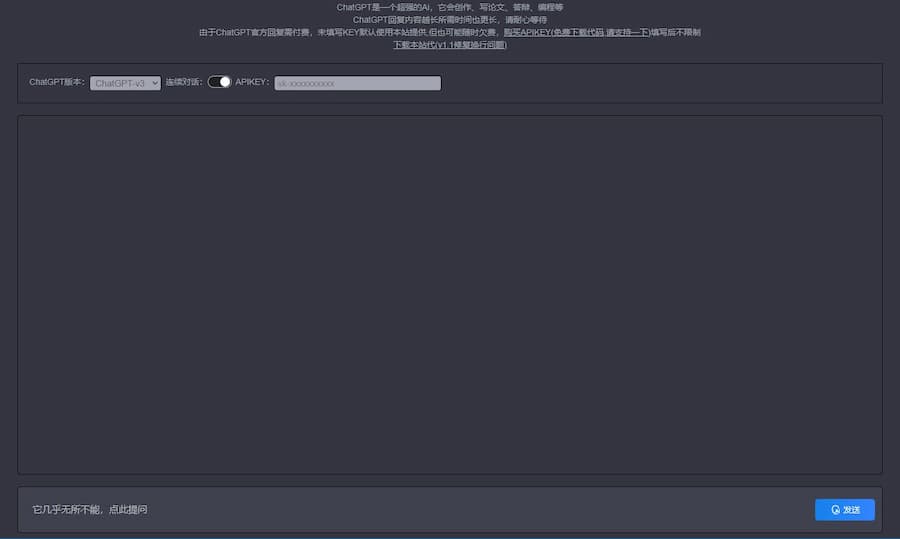 ChatGPT是一个超强的AI，它会创作、写论文、答辩、编程等
ChatGPT回复内容越长所需时间也更长，请耐心等待
由于ChatGPT官方回复需付费，未填写KEY默认使用本站提供,但也可能随时欠费，购买APIKEY(免费下载代码,请支持一下)填写后不限制
下载本站代(v1.1修复换行问题)
ChatGPT版本： ChatGPT-v3 连续对话： APIKEY： sk-xxxxxxxxxx
它几乎无所不能，点此提问
发送